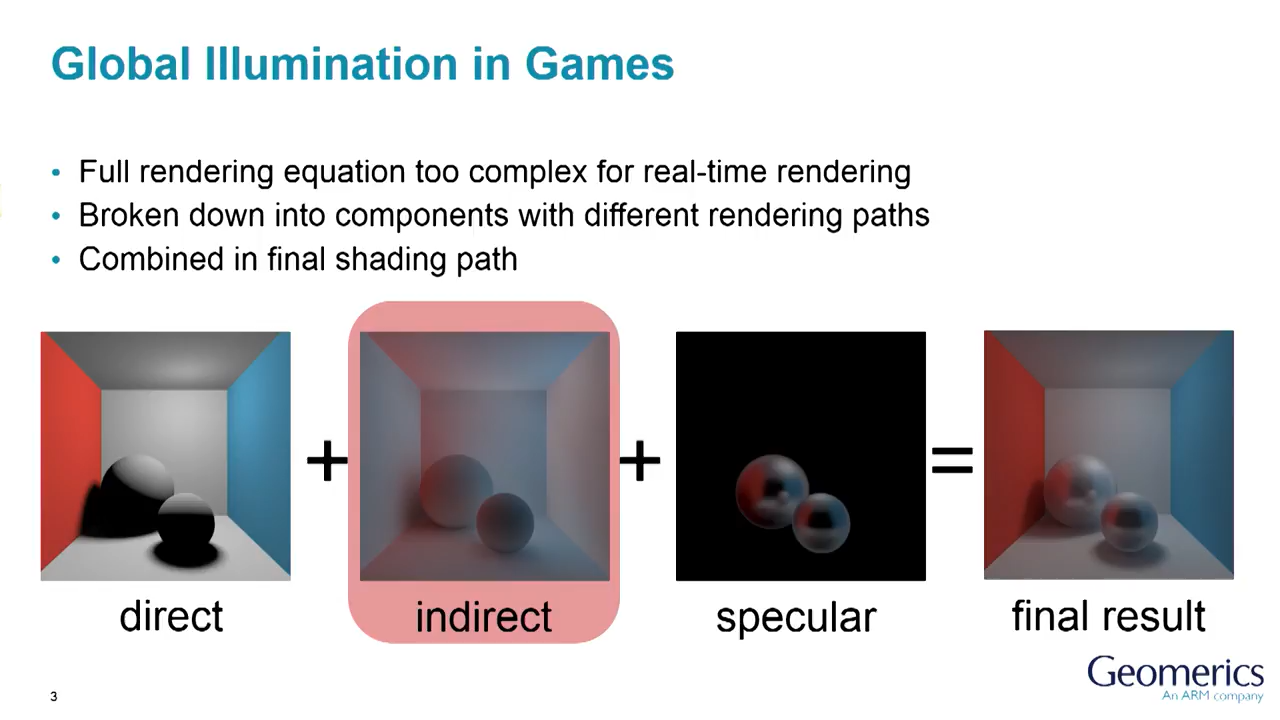 Global Illumination in Games
• Full rendering equation too complex for real-time rendering
• Broken down into components with different rendering paths
• Combined in final shading path
+ + =
direct indirect specular final result
3
Geomerics
An ARM company